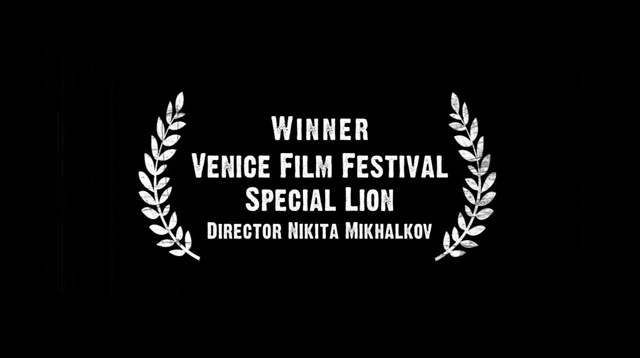 WINNER
VENICE FILM FESTIVAL
SPECIAL LION
DIRECTOR NIKITA MIKHALKOV